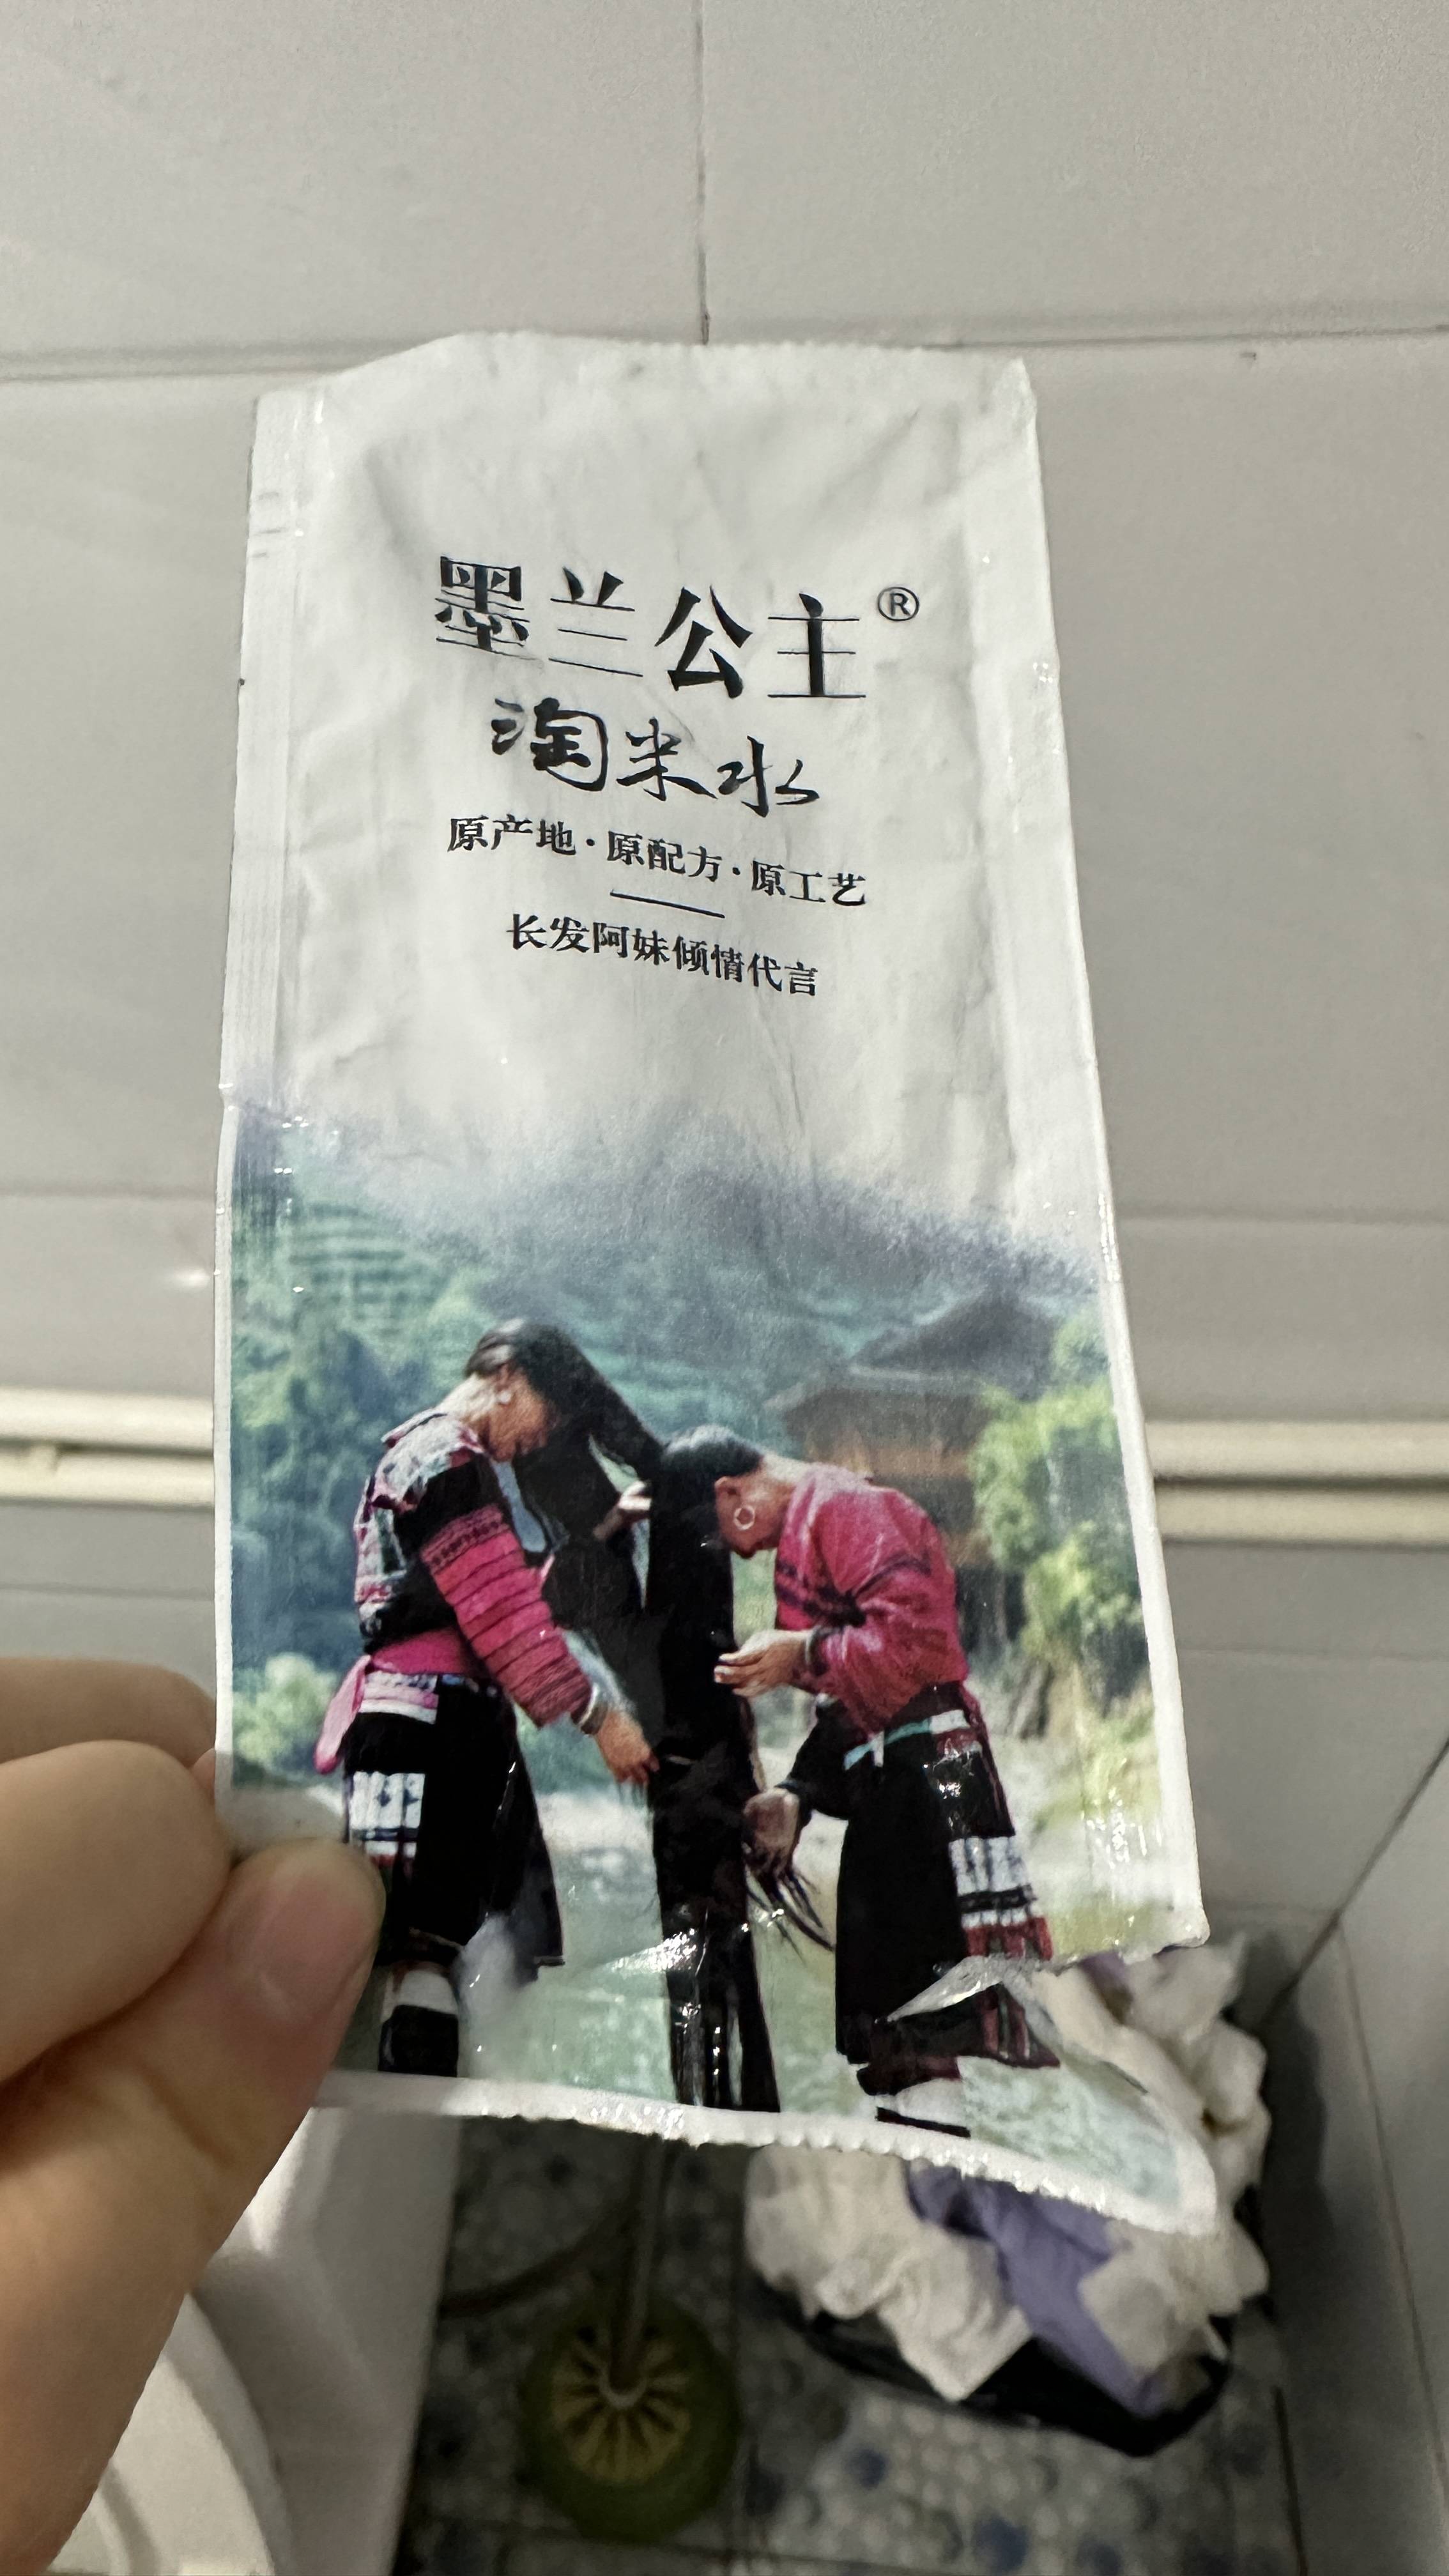 墨兰公主®
淘米水
原产地·原配方·原工艺
长发阿妹倾情代言